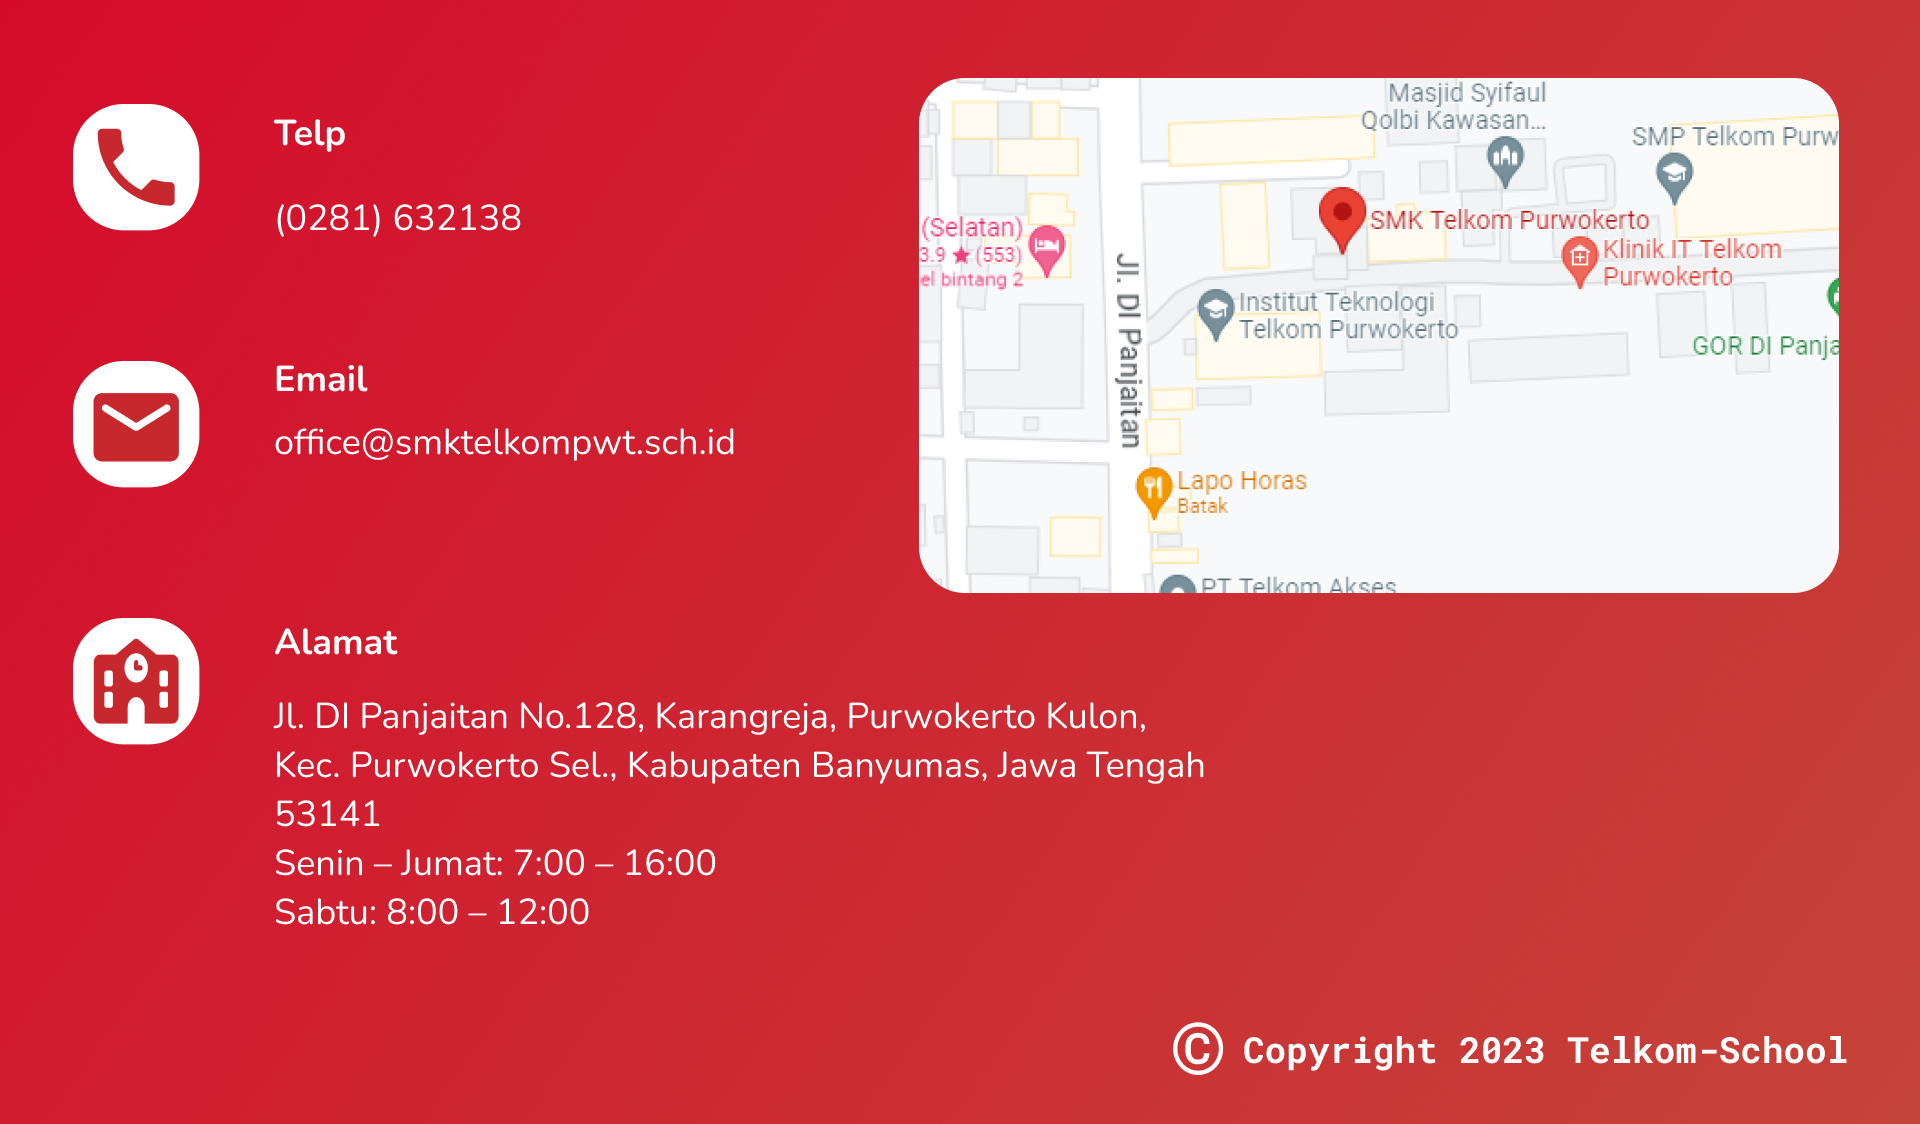 Telp
(0281) 632138
Email
office@smktelkompwt.sch.id
Alamat
Jl. DI Panjaitan No.128, Karangreja, Purwokerto Kulon,
Kec. Purwokerto Sel., Kabupaten Banyumas, Jawa Tengah
53141
Senin – Jumat: 7:00 – 16:00
Sabtu: 8:00 – 12:00
Masjid Syifaul
Qolbi Kawasan...
SMP Telkom Purw
SMK Telkom Purwokerto
Klinik IT Telkom
Purwokerto
(Selatan)
3.9 ★ (553)
el bintang 2
Jl. DI Panjaitan
Institut Teknologi
Telkom Purwokerto
GOR DI Panja
Lapo Horas
Batak
PT Telkom Akses
© Copyright 2023 Telkom-School